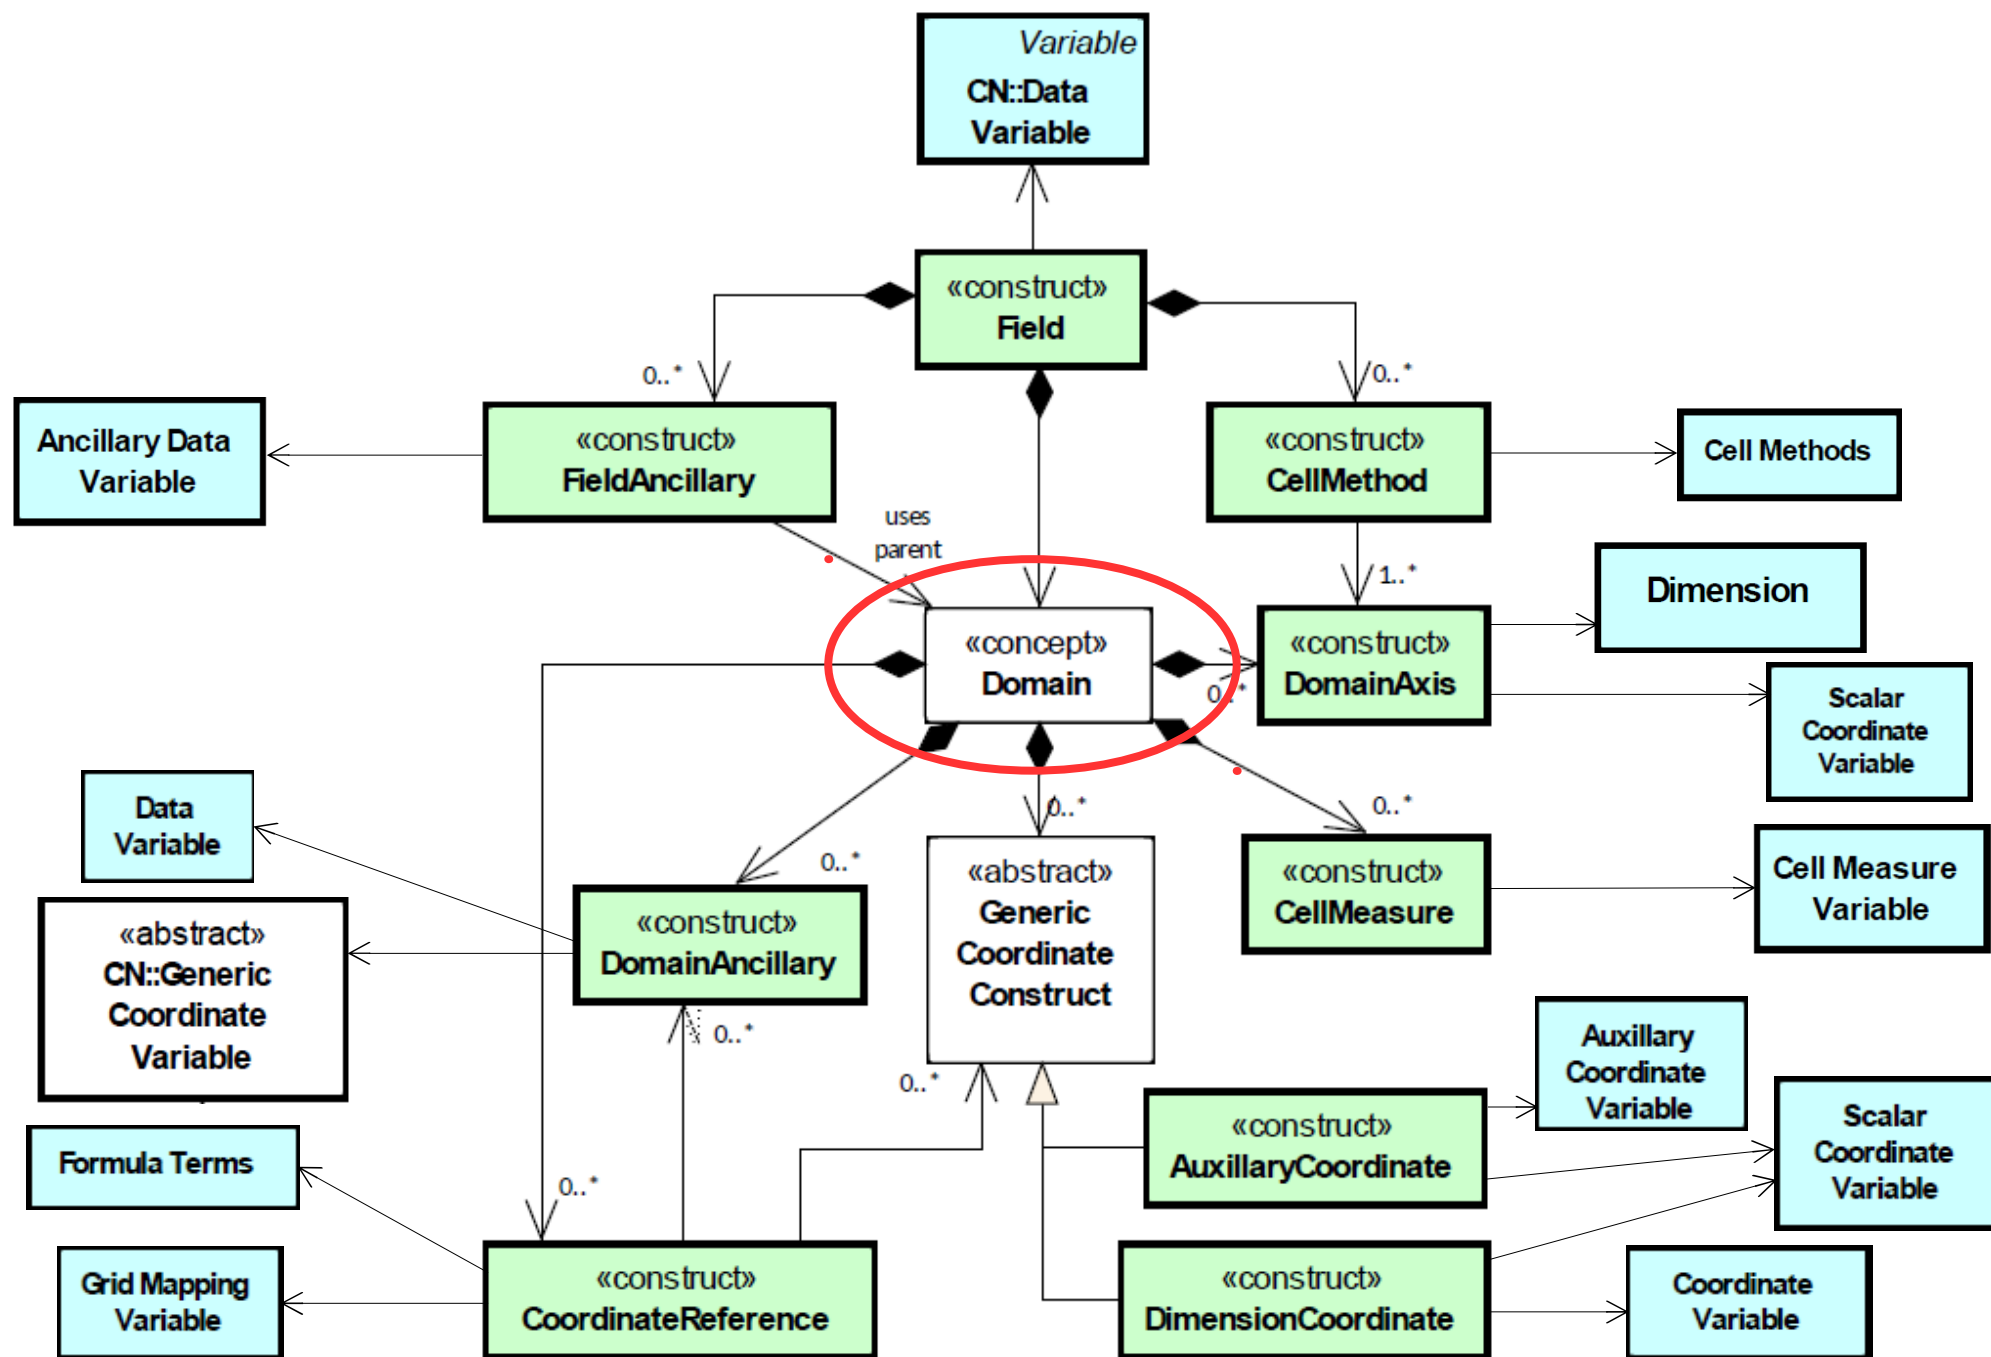 Variable
CN::Data
Variable
«construct»
Field
0..*
0..*
Ancillary Data
Variable
«construct»
FieldAncillary
«construct»
CellMethod
Cell Methods
uses
parent
1..*
Dimension
«concept»
Domain
0..*
«construct»
DomainAxis
Scalar
Coordinate
Variable
Data
Variable
0..*
0..*
0..*
«construct»
CellMeasure
Cell Measure
Variable
«abstract»
CN::Generic
Coordinate
Variable
«construct»
DomainAncillary
0..*
«abstract»
Generic
Coordinate
Construct
0..*
Auxillary
Coordinate
Variable
Formula Terms
0..*
«construct»
AuxillaryCoordinate
Scalar
Coordinate
Variable
Grid Mapping
Variable
«construct»
CoordinateReference
«construct»
DimensionCoordinate
Coordinate
Variable